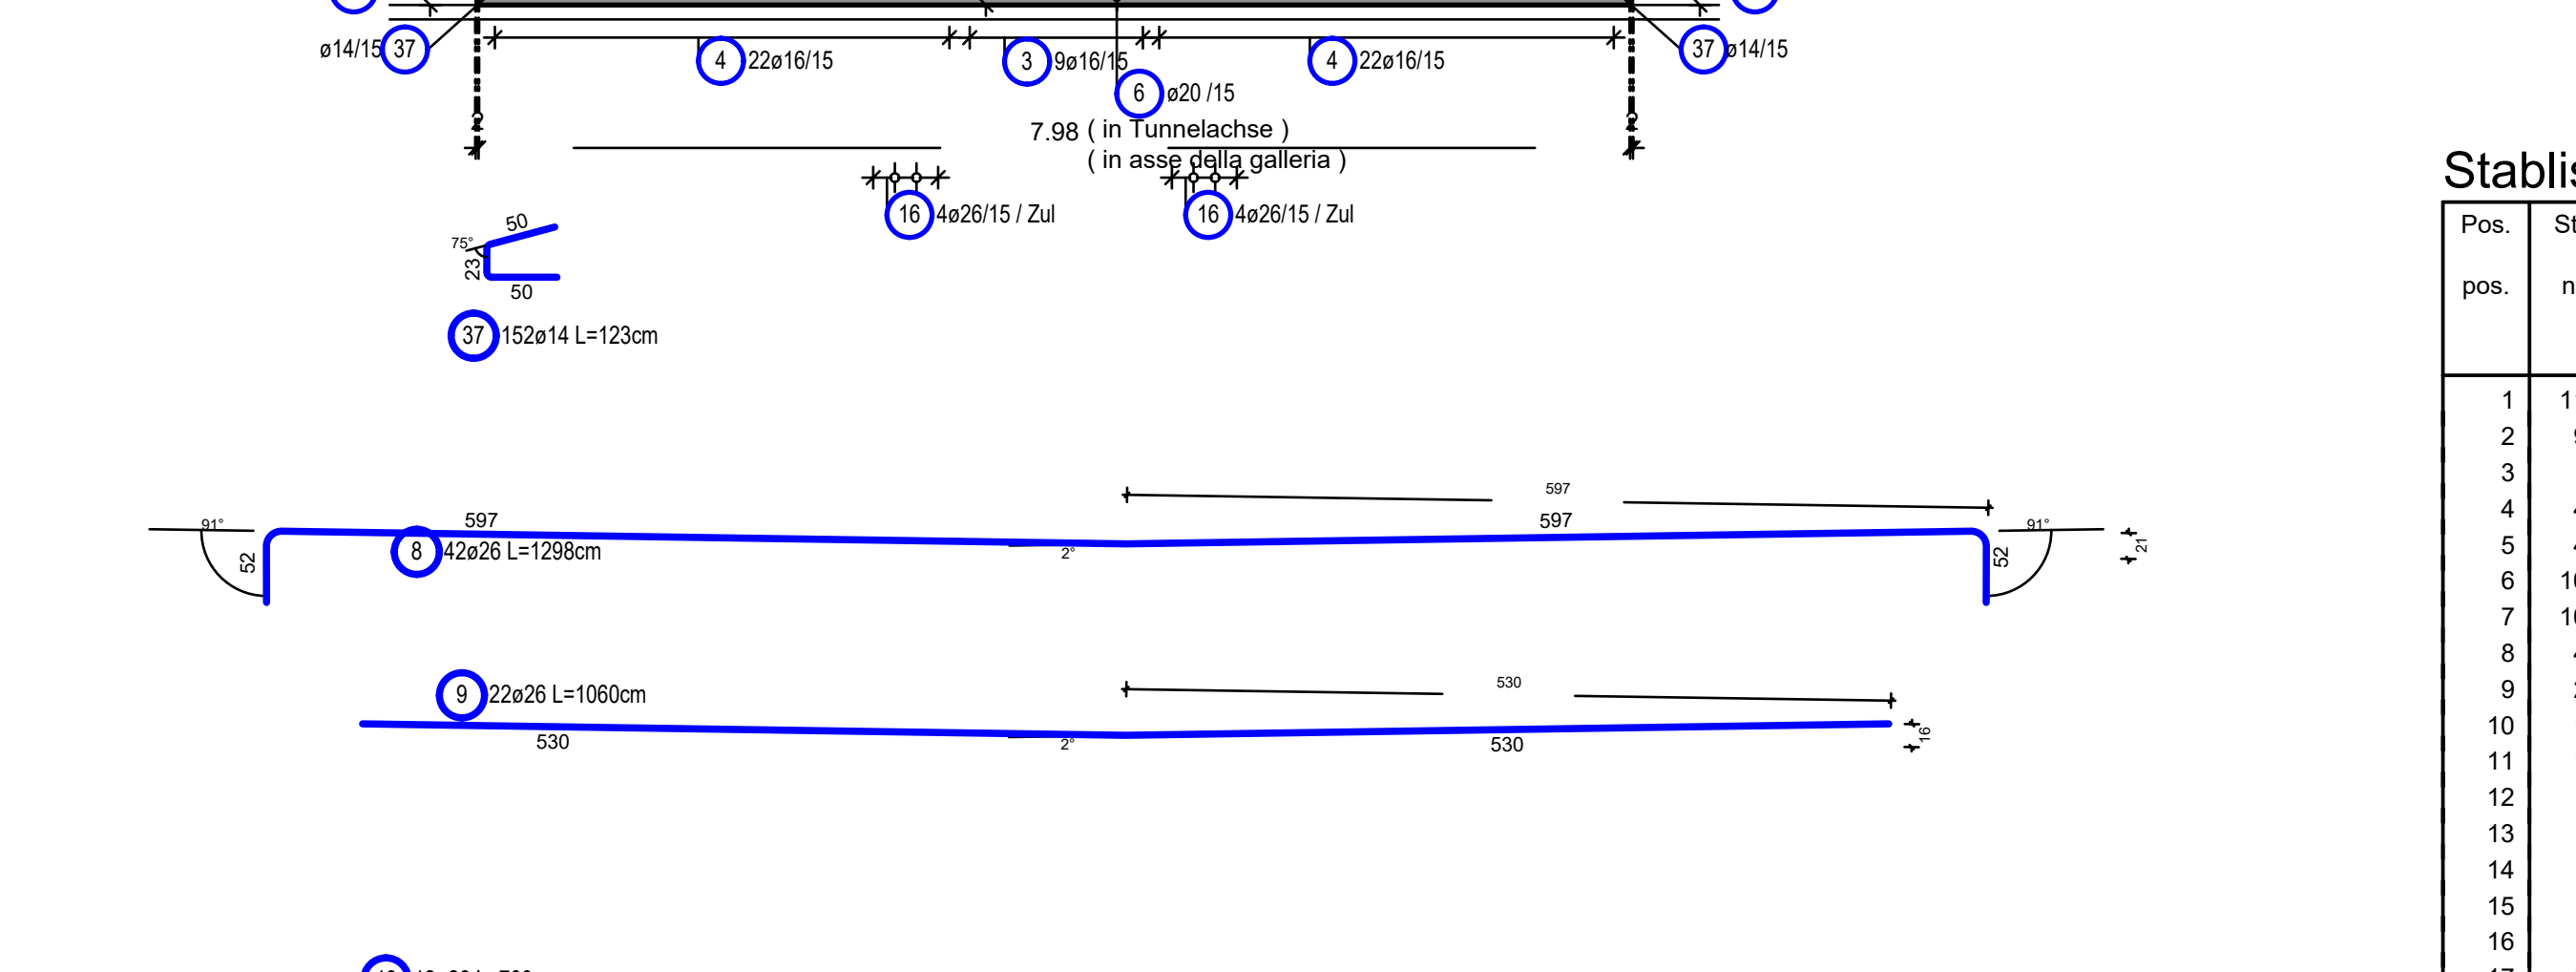 ø14/15 37
4 22ø16/15
3 9ø16/15
4 22ø16/15
37 ø14/15
6 ø20 /15
7.98 ( in Tunnelachse )
( in asse della galleria )
16 4ø26/15 / Zul
16 4ø26/15 / Zul
50
75°
23
50
37 152ø14 L=123cm
597
91°
597
597
91°
52
8 42ø26 L=1298cm
2°
52
21
9 22ø26 L=1060cm
530
530
2°
530
16
Pos.
pos.
1
2
3
4
5
6
7
8
9
10
11
12
13
14
15
16